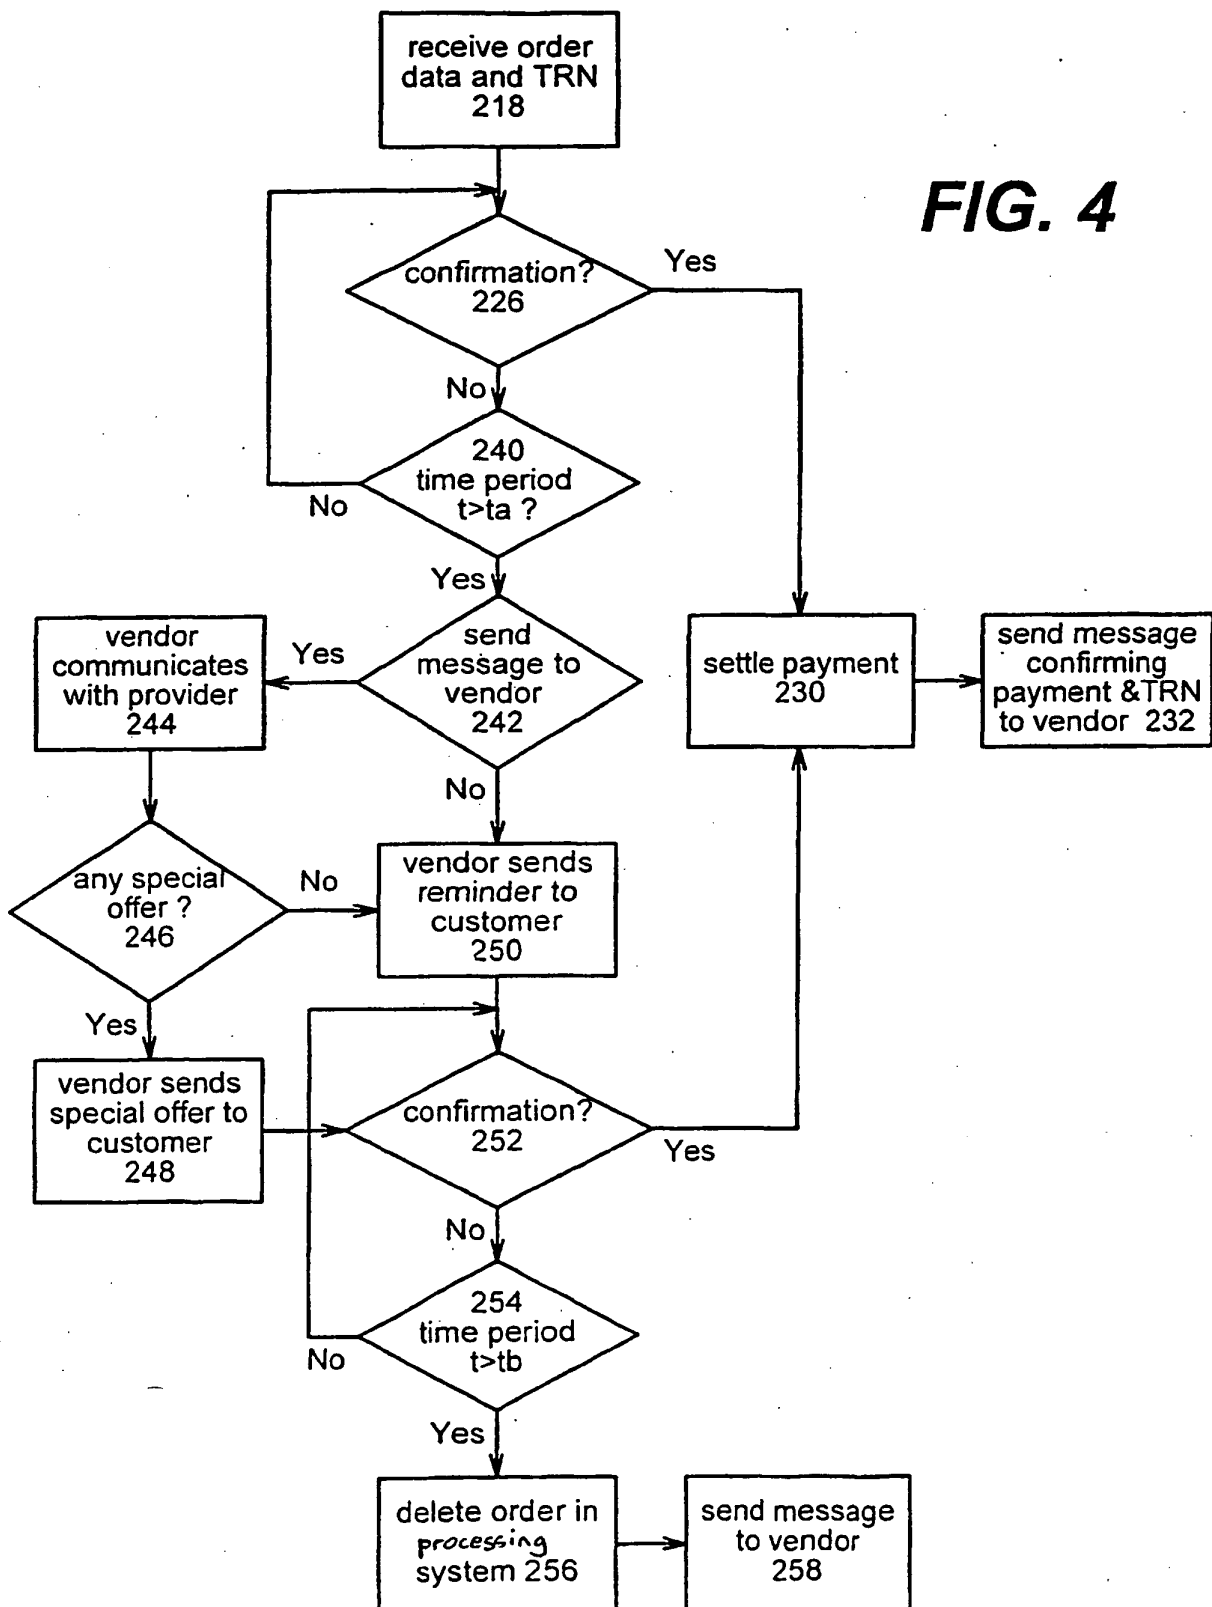 receive order
data and TRN
218
FIG. 4
confirmation?
226
Yes
No
240
time period
t>ta ?
No
Yes
send
message to
vendor
242
Yes
No
vendor
communicates
with provider
244
settle payment
230
send message
confirming
payment &TRN
to vendor 232
any special
offer ?
246
No
Yes
vendor sends
reminder to
customer
250
vendor sends
special offer to
customer
248
confirmation?
252
Yes
No
254
time period
t>tb
No
Yes
delete order in
processing
system 256
send message
to vendor
258